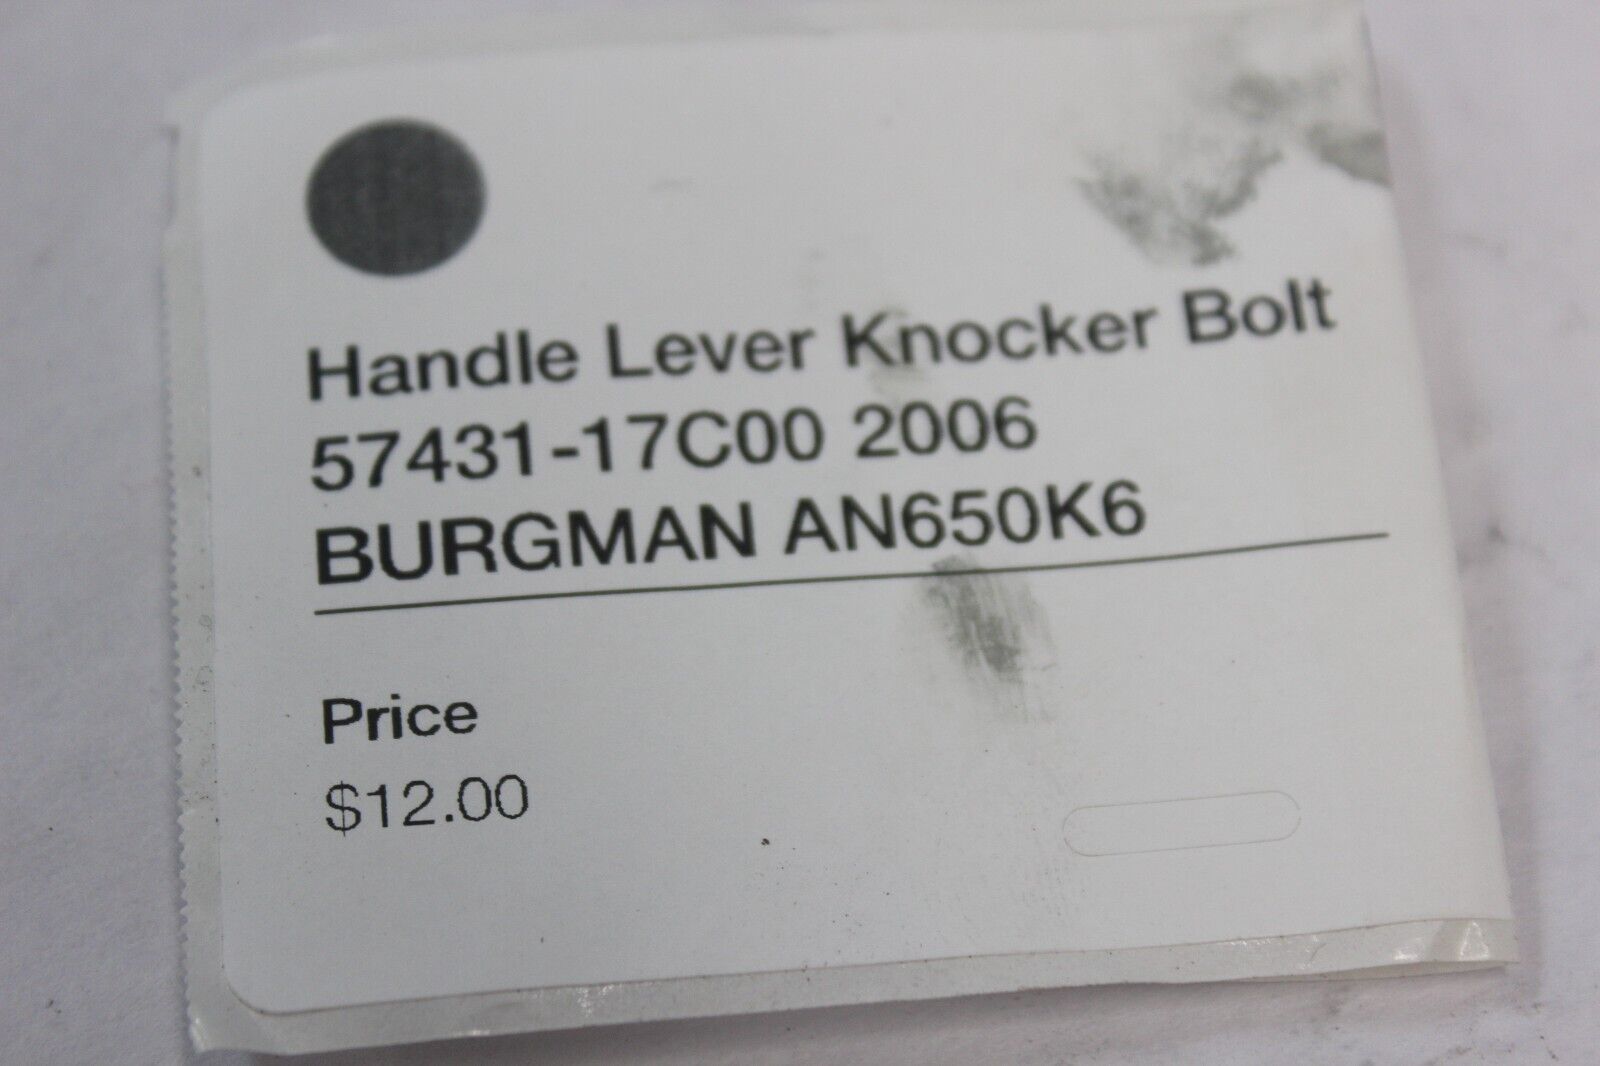 Handle Lever Knocker Bolt
57431-17C00 2006
BURGMAN AN650K6
Price
$12.00